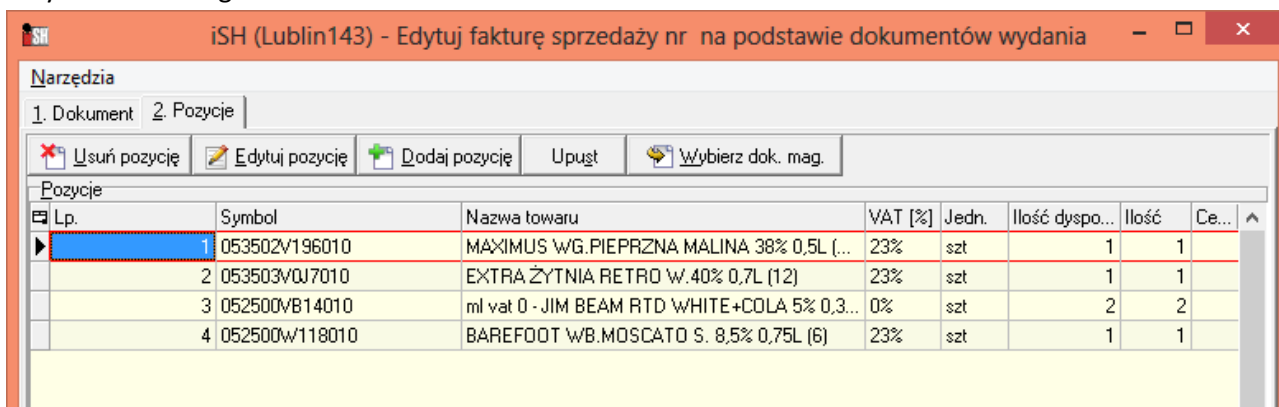 iSH iSH (Lublin143) - Edytuj fakturę sprzedaży nr na podstawie dokumentów wydania
Narzędzia
1. Dokument 2. Pozycje
Usuń pozycję Edytuj pozycję Dodaj pozycję Upust Wybierz dok. mag.
Pozycje
Lp. Symbol Nazwa towaru VAT [%] Jedn. Ilość dyspo... Ilość Ce...
1 053502V196010 MAXIMUS WG.PIEPRZNA MALINA 38% 0,5L (... 23% szt 1 1
2 053503V0J7010 EXTRA ŻYTNIA RETRO W.40% 0,7L (12) 23% szt 1 1
3 052500VB14010 ml vat 0 - JIM BEAM RTD WHITE+COLA 5% 0,3... 0% szt 2 2
4 052500W118010 BAREFOOT WB.MOSCATO S. 8,5% 0,75L (6) 23% szt 1 1